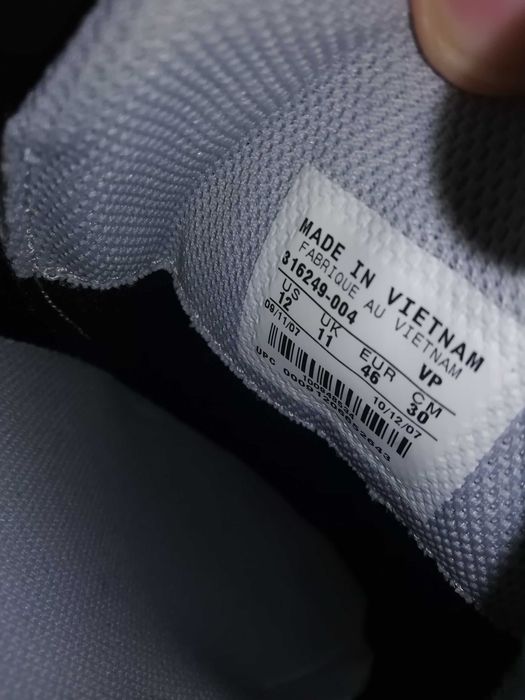 MADE IN VIETNAM
FABRIQUE AU VIETNAM
316249-004 VP
US UK EUR CM
12 11 46 30
08/11/07 10/12/07
UPC